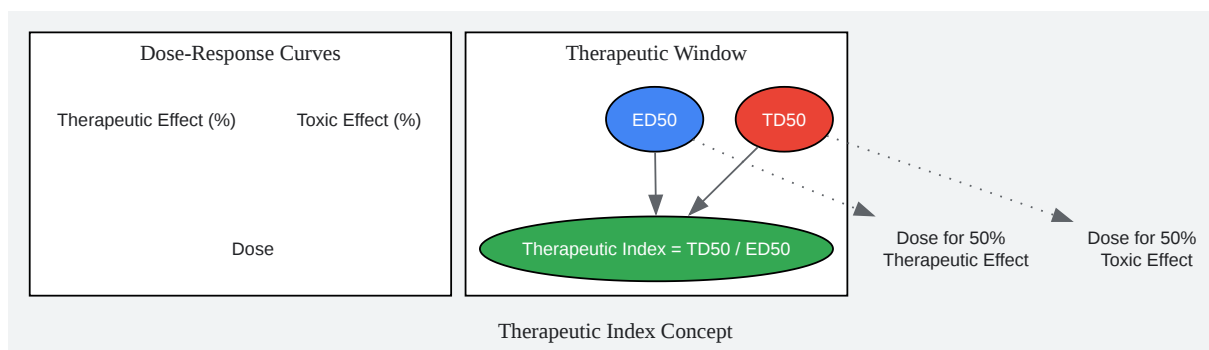 Dose-Response Curves
Therapeutic Effect (%)
Toxic Effect (%)
Dose
Therapeutic Window
ED50
TD50
Therapeutic Index = TD50 / ED50
Dose for 50%
Therapeutic Effect
Dose for 50%
Toxic Effect
Therapeutic Index Concept